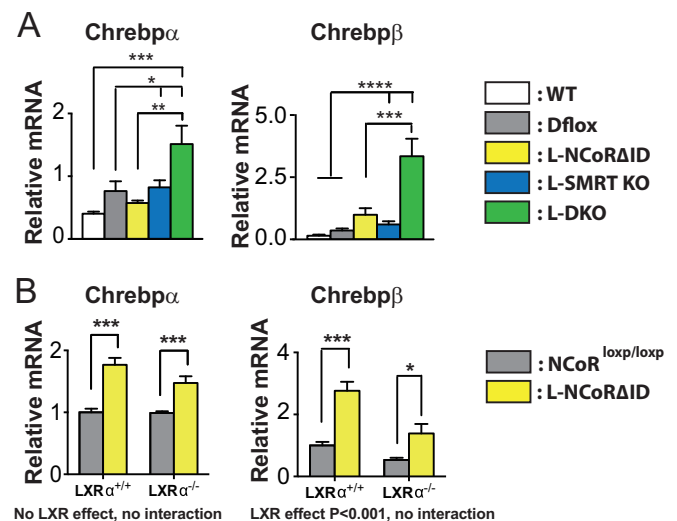 A
Chrebpα
Chrebpβ
Relative mRNA
2
1
0
***
*
**
Relative mRNA
5.0
2.5
0.0
****
***
: WT
: Dflox
: L-NCoRΔID
: L-SMRT KO
: L-DKO
B
Chrebpα
Chrebpβ
Relative mRNA
2
1
0
***
***
LXRα+/+
LXRα-/-
Relative mRNA
4
2
0
***
*
LXRα+/+
LXRα-/-
: NCoR loxp/loxp
: L-NCoRΔID
No LXR effect, no interaction
LXR effect P<0.001, no interaction